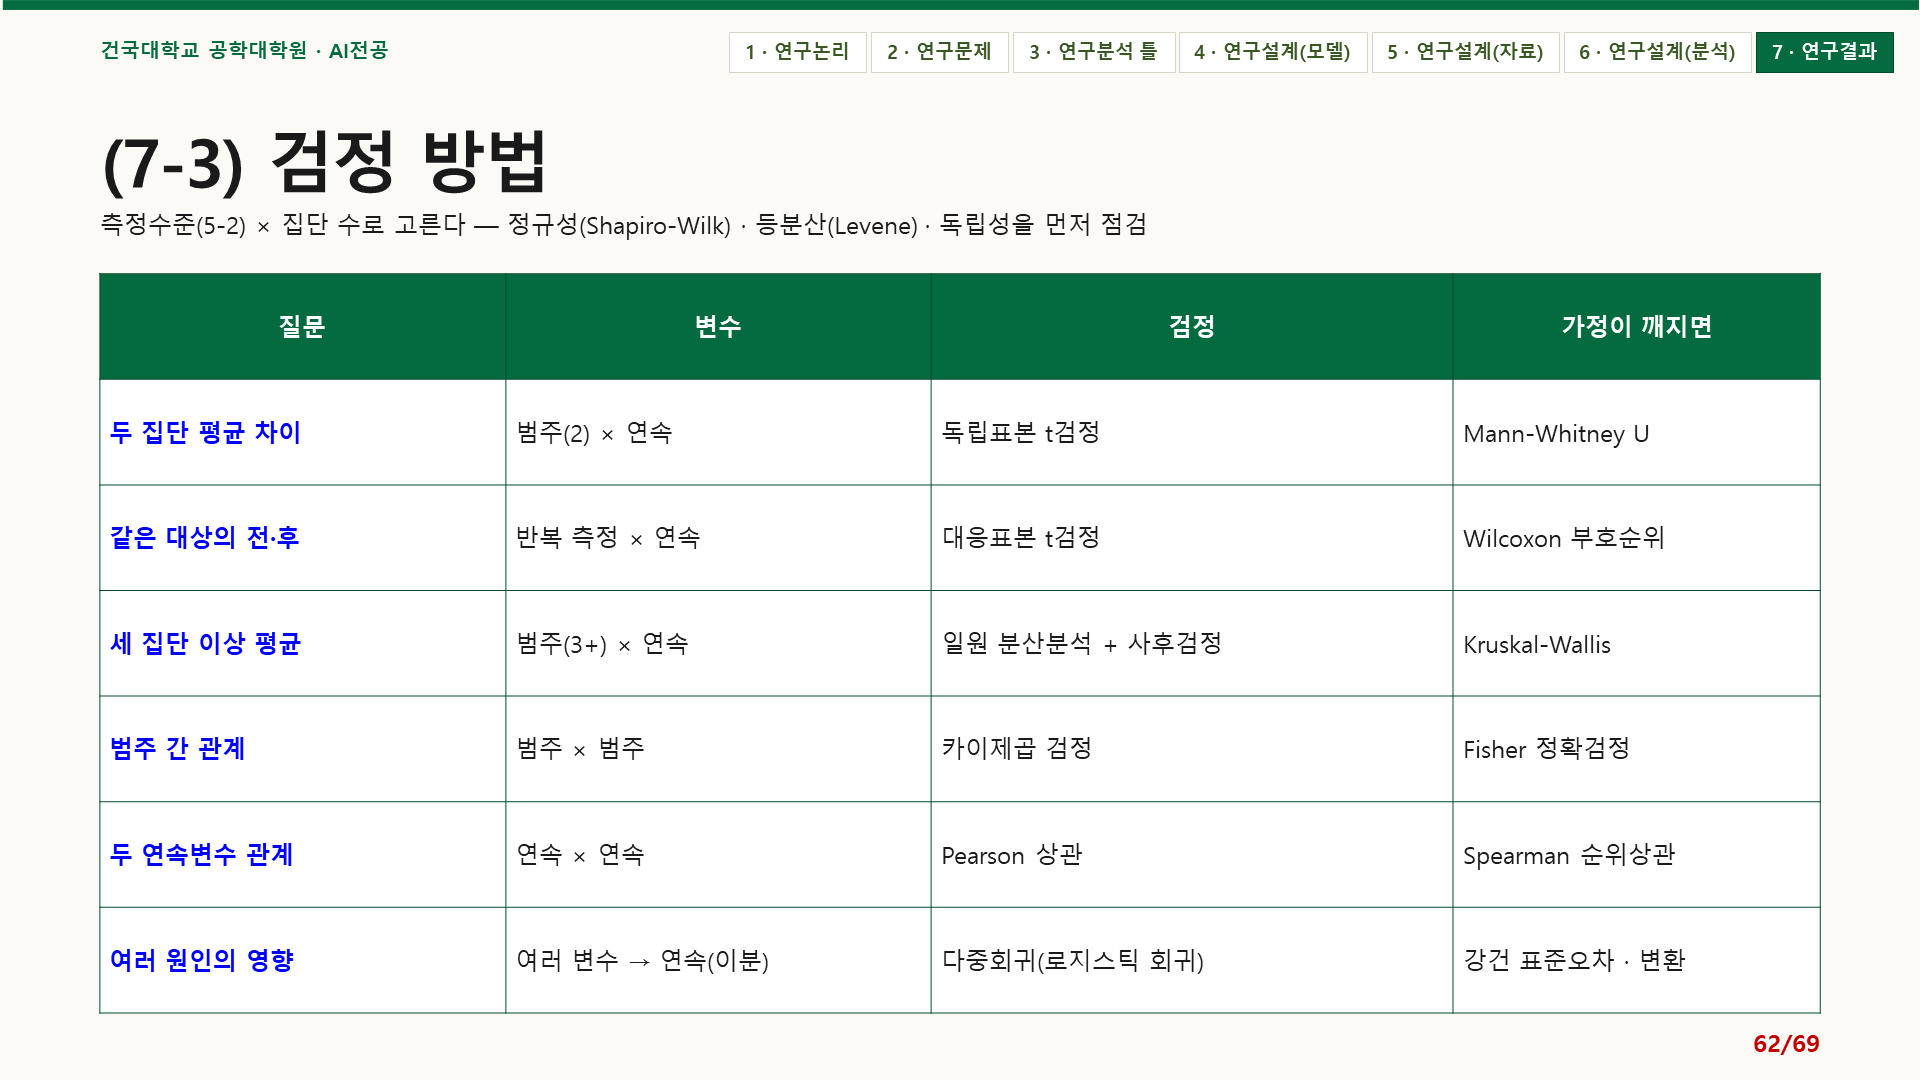 건국대학교 공학대학원 · AI전공
1 · 연구논리
2 · 연구문제
3 · 연구분석 틀
4 · 연구설계(모델)
5 · 연구설계(자료)
6 · 연구설계(분석)
7 · 연구결과
(7-3) 검정 방법
측정수준(5-2) × 집단 수로 고른다 — 정규성(Shapiro-Wilk) · 등분산(Levene) · 독립성을 먼저 점검
질문 변수 검정 가정이 깨지면
두 집단 평균 차이 범주(2) × 연속 독립표본 t검정 Mann-Whitney U
같은 대상의 전·후 반복 측정 × 연속 대응표본 t검정 Wilcoxon 부호순위
세 집단 이상 평균 범주(3+) × 연속 일원 분산분석 + 사후검정 Kruskal-Wallis
범주 간 관계 범주 × 범주 카이제곱 검정 Fisher 정확검정
두 연속변수 관계 연속 × 연속 Pearson 상관 Spearman 순위상관
여러 원인의 영향 여러 변수 → 연속(이분) 다중회귀(로지스틱 회귀) 강건 표준오차 · 변환
62/69